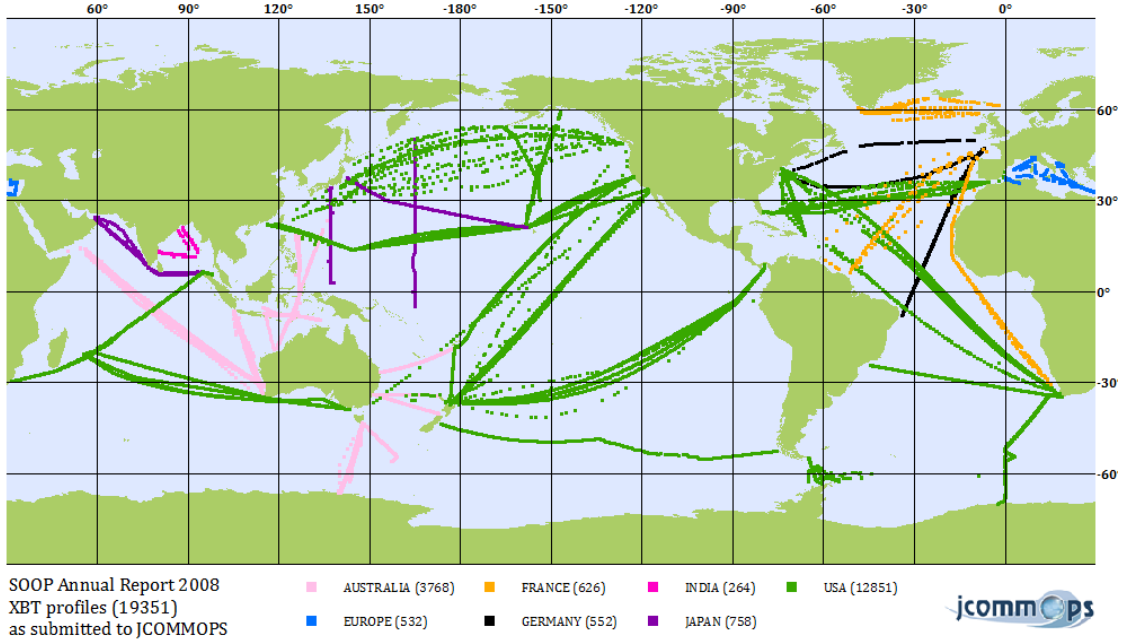 60° 90° 120° 150° -180° -150° -120° -90° -60° -30° 0°
60°
30°
0°
-30°
-60°
SOOP Annual Report 2008
XBT profiles (19351)
as submitted to JCOMMOPS
AUSTRALIA (3768) FRANCE (626) INDIA (264) USA (12851)
EUROPE (532) GERMANY (552) JAPAN (758)
jcommops